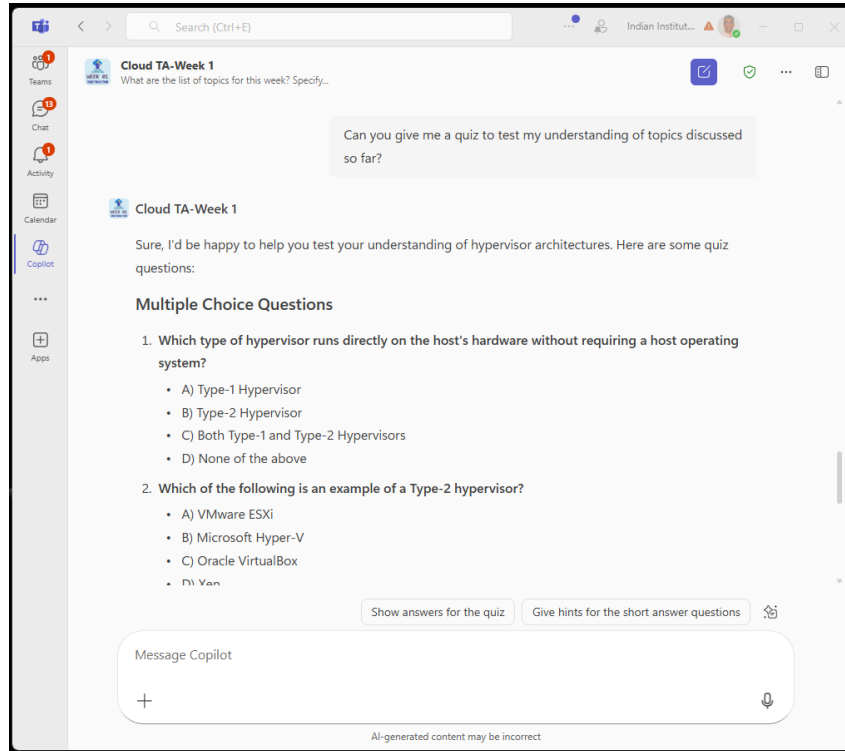 Search (Ctrl+E)
Indian Institut...
1
Teams
13
Chat
1
Activity
Calendar
Copilot
Apps
WEEK 01
Cloud TA-Week 1
What are the list of topics for this week? Specify...
Can you give me a quiz to test my understanding of topics discussed
so far?
Cloud TA-Week 1
Sure, I'd be happy to help you test your understanding of hypervisor architectures. Here are some quiz
questions:
Multiple Choice Questions
1. Which type of hypervisor runs directly on the host's hardware without requiring a host operating
system?
• A) Type-1 Hypervisor
• B) Type-2 Hypervisor
• C) Both Type-1 and Type-2 Hypervisors
• D) None of the above
2. Which of the following is an example of a Type-2 hypervisor?
• A) VMware ESXi
• B) Microsoft Hyper-V
• C) Oracle VirtualBox
• D) Xen
Show answers for the quiz
Give hints for the short answer questions
Message Copilot
AI-generated content may be incorrect